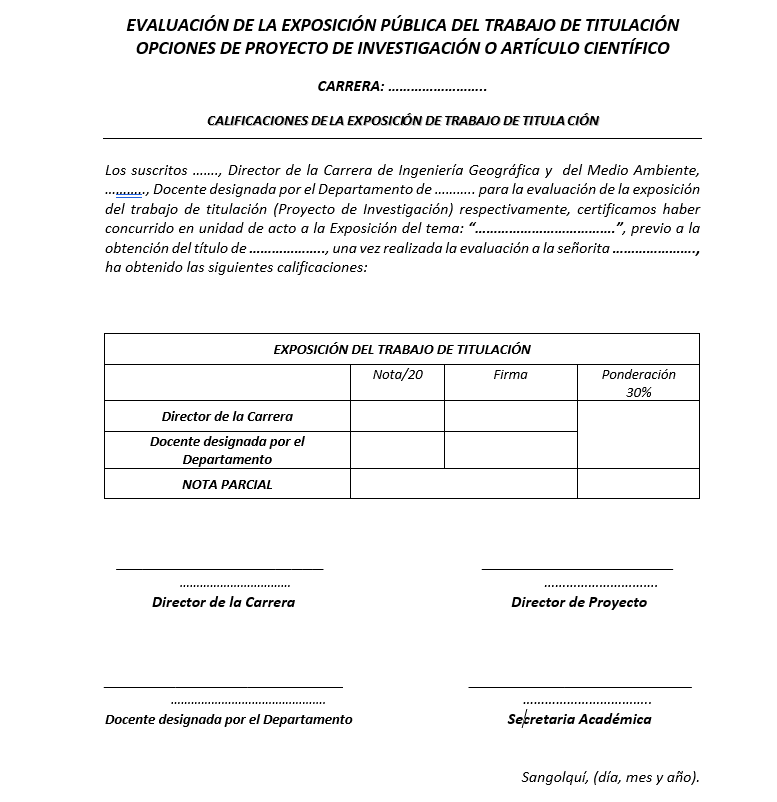 EVALUACIÓN DE LA EXPOSICIÓN PÚBLICA DEL TRABAJO DE TITULACIÓN
OPCIONES DE PROYECTO DE INVESTIGACIÓN O ARTÍCULO CIENTÍFICO
CARRERA: ……………………..
CALIFICACIONES DE LA EXPOSICIÓN DE TRABAJO DE TITULACIÓN
Los suscritos ……., Director de la Carrera de Ingeniería Geográfica y del Medio Ambiente,
………., Docente designada por el Departamento de ………. para la evaluación de la exposición
del trabajo de titulación (Proyecto de Investigación) respectivamente, certificamos haber
concurrido en unidad de acto a la Exposición del tema: “……………………………….”, previo a la
obtención del título de ……………….., una vez realizada la evaluación a la señorita ………………….,
ha obtenido las siguientes calificaciones:
EXPOSICIÓN DEL TRABAJO DE TITULACIÓN
Nota/20 Firma Ponderación
30%
Director de la Carrera
Docente designada por el
Departamento
NOTA PARCIAL
…………………………… ………………………….
Director de la Carrera Director de Proyecto
………………………………………. ……………………………..
Docente designada por el Departamento Secretaria Académica
Sangolquí, (día, mes y año).